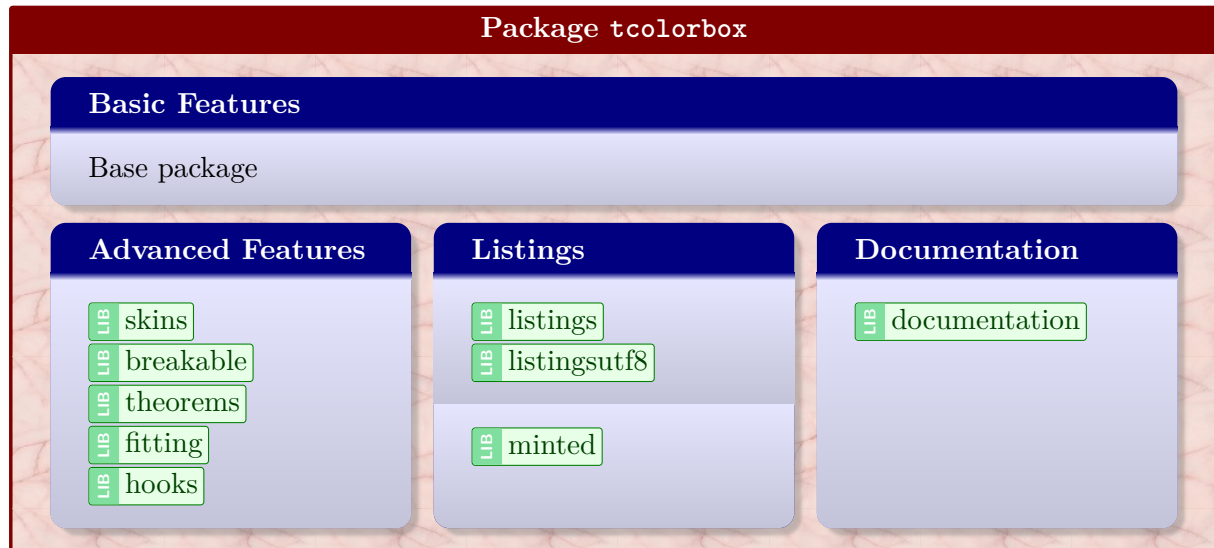 Package tcolorbox
Basic Features
Base package
Advanced Features
LIB skins
LIB breakable
LIB theorems
LIB fitting
LIB hooks
Listings
LIB listings
LIB listingsutf8
LIB minted
Documentation
LIB documentation